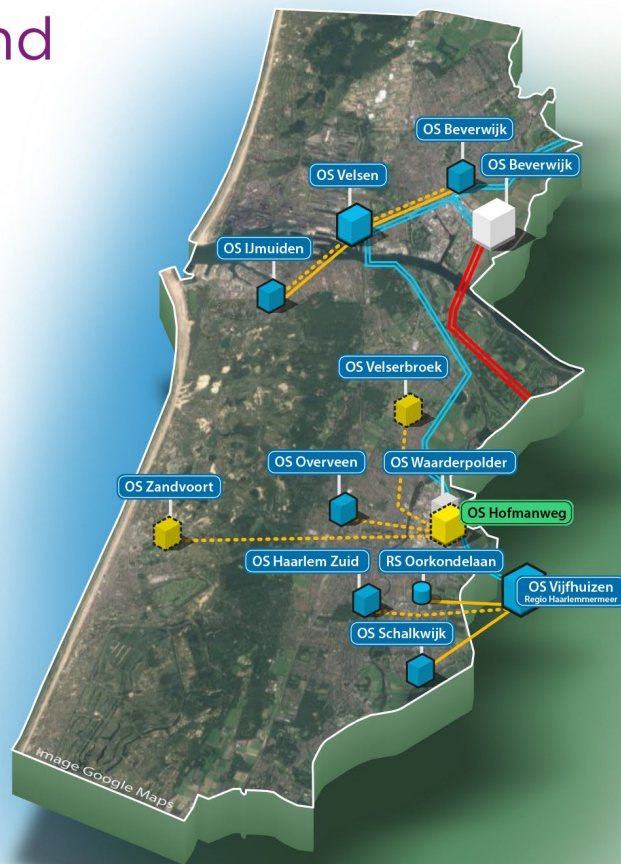 nd
OS Beverwijk
OS Beverwijk
OS Velsen
OS IJmuiden
OS Velserbroek
OS Overveen
OS Waarderpolder
OS Zandvoort
OS Hofmanweg
OS Haarlem Zuid
RS Oorkondelaan
OS Vijfhuizen
Regio Haarlemmermeer
OS Schalkwijk
Image Google Maps